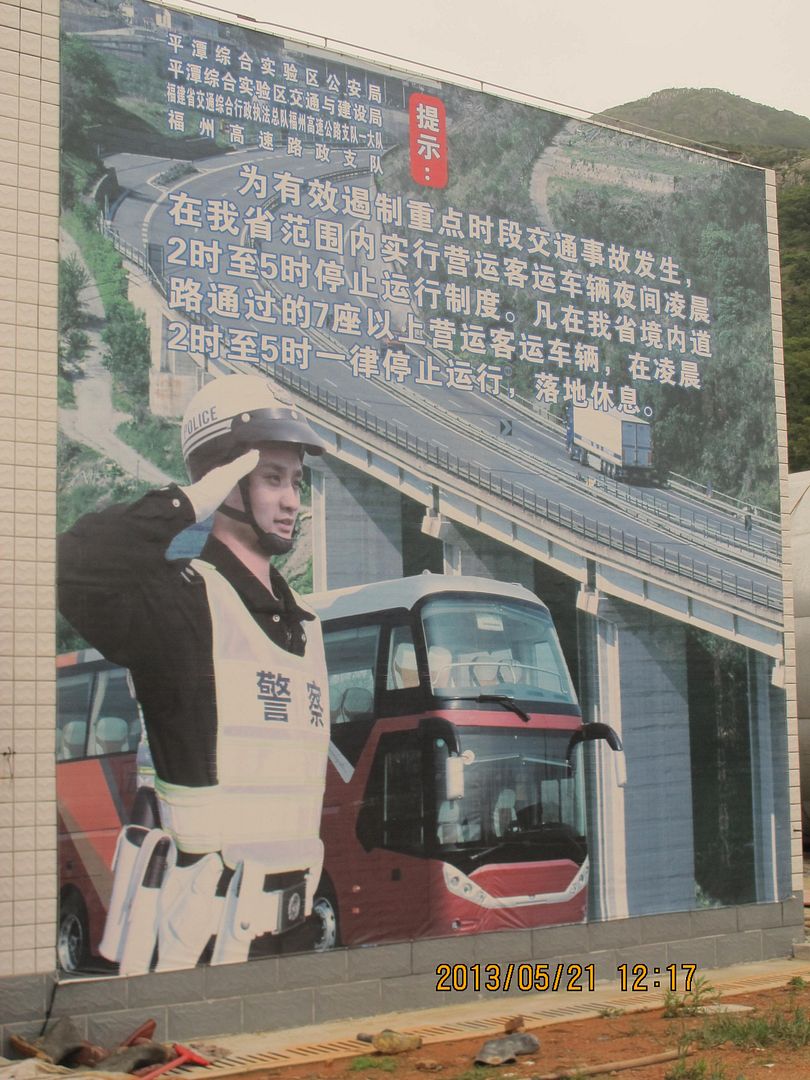 平潭综合实验区公安局
平潭综合实验区交通与建设局
福建省交通综合行政执法总队福州高速公路支队一大队
福州高速路政支队
提示：
为有效遏制重点时段交通事故发生，
在我省范围内实行营运客运车辆夜间凌晨
2时至5时停止运行制度。凡在我省境内道
路通过的7座以上营运客运车辆，在凌晨
2时至5时一律停止运行，落地休息。
POLICE
警察
2013/05/21 12:17